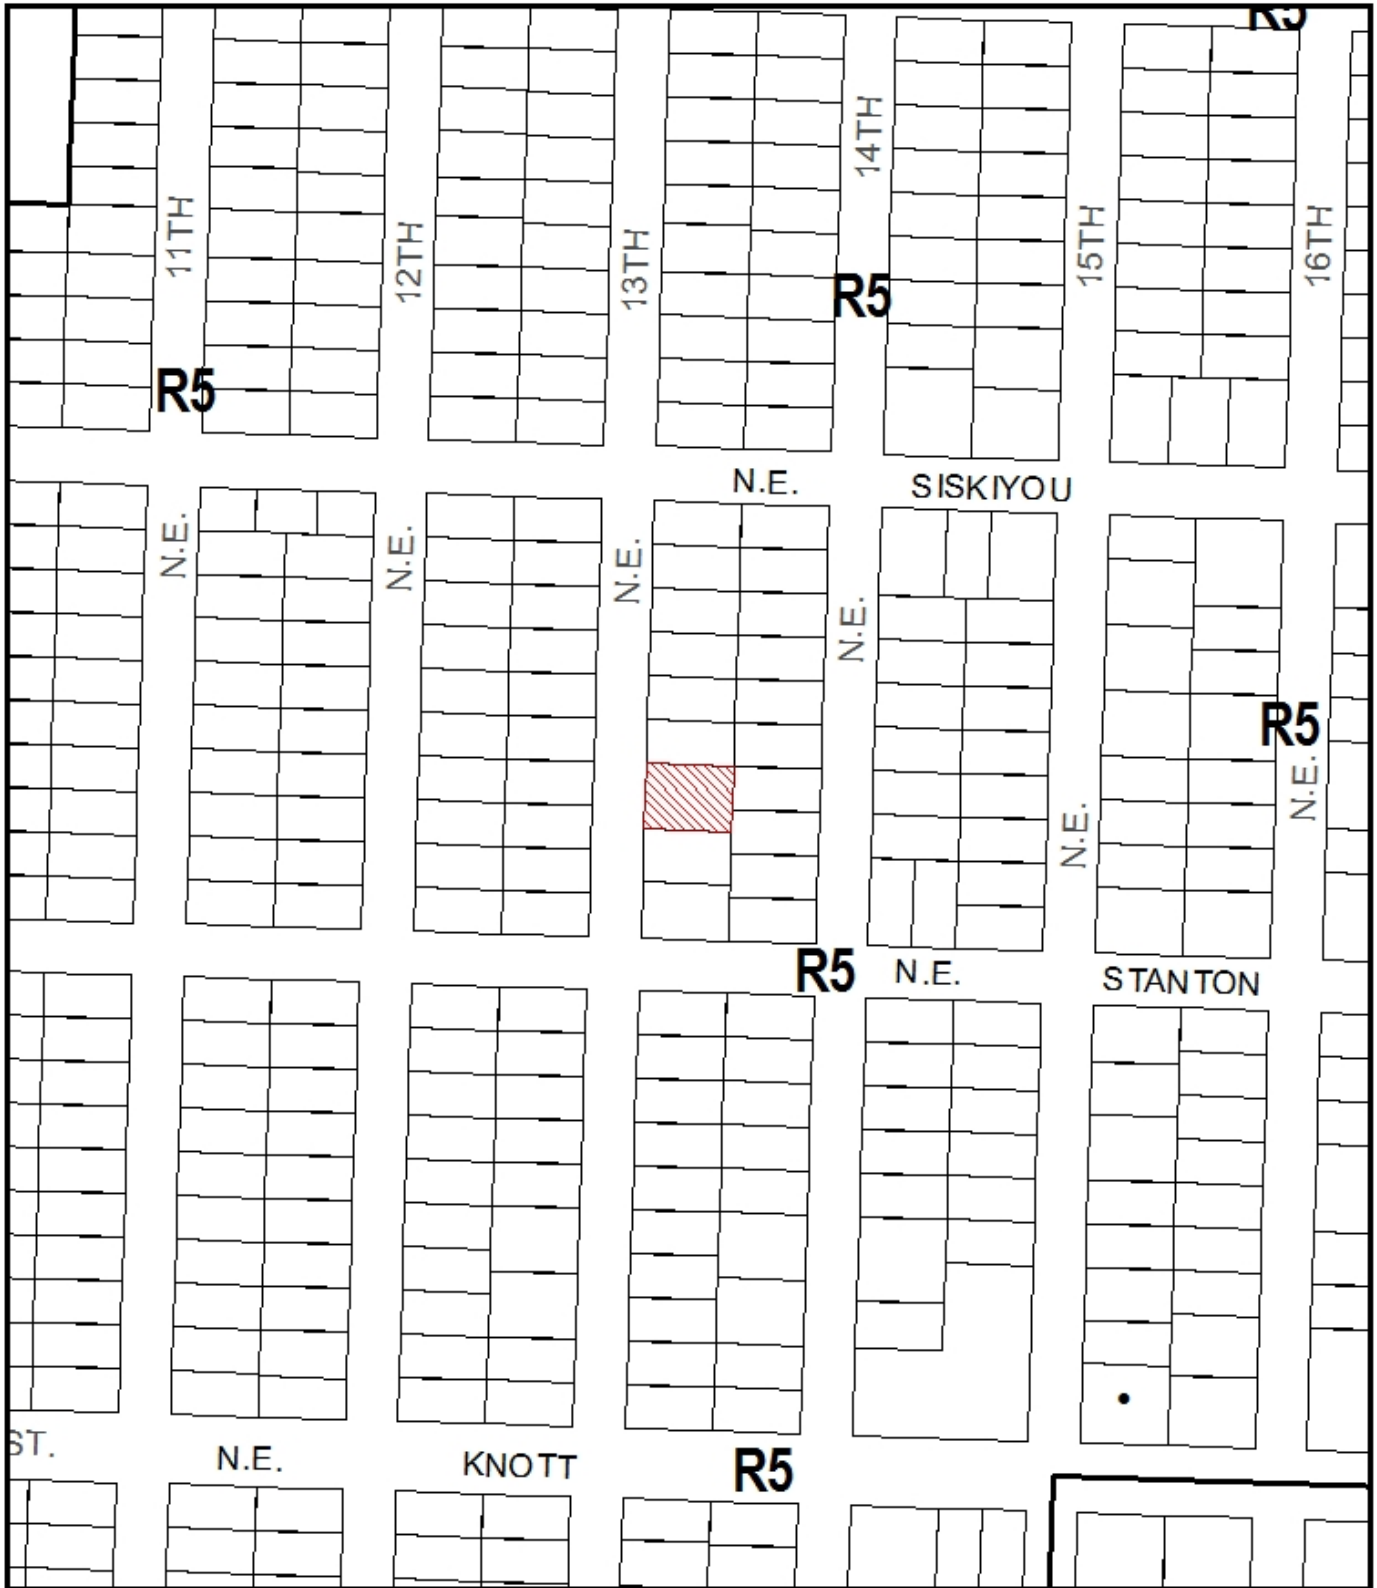 R5
14TH
11TH
12TH
13TH
15TH
16TH
R5
R5
N.E. SISKIYOU
N.E.
N.E.
N.E.
N.E.
R5
N.E.
N.E.
R5
N.E. STANTON
ST.
N.E. KNOTT
R5